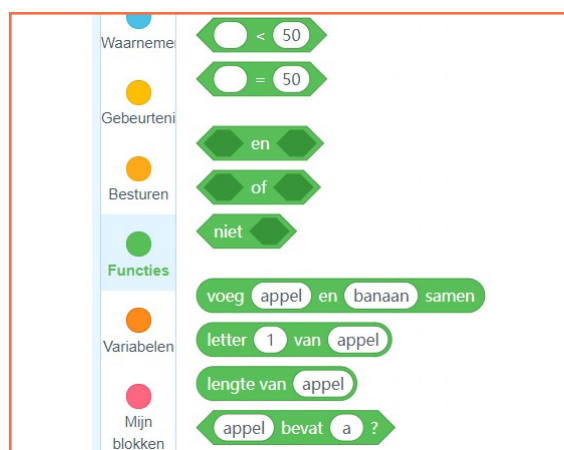 Waarneme
Gebeurteni
Besturen
Functies
Variabelen
Mijn
blokken
< 50
= 50
en
of
niet
voeg appel en banaan samen
letter 1 van appel
lengte van appel
appel bevat a ?